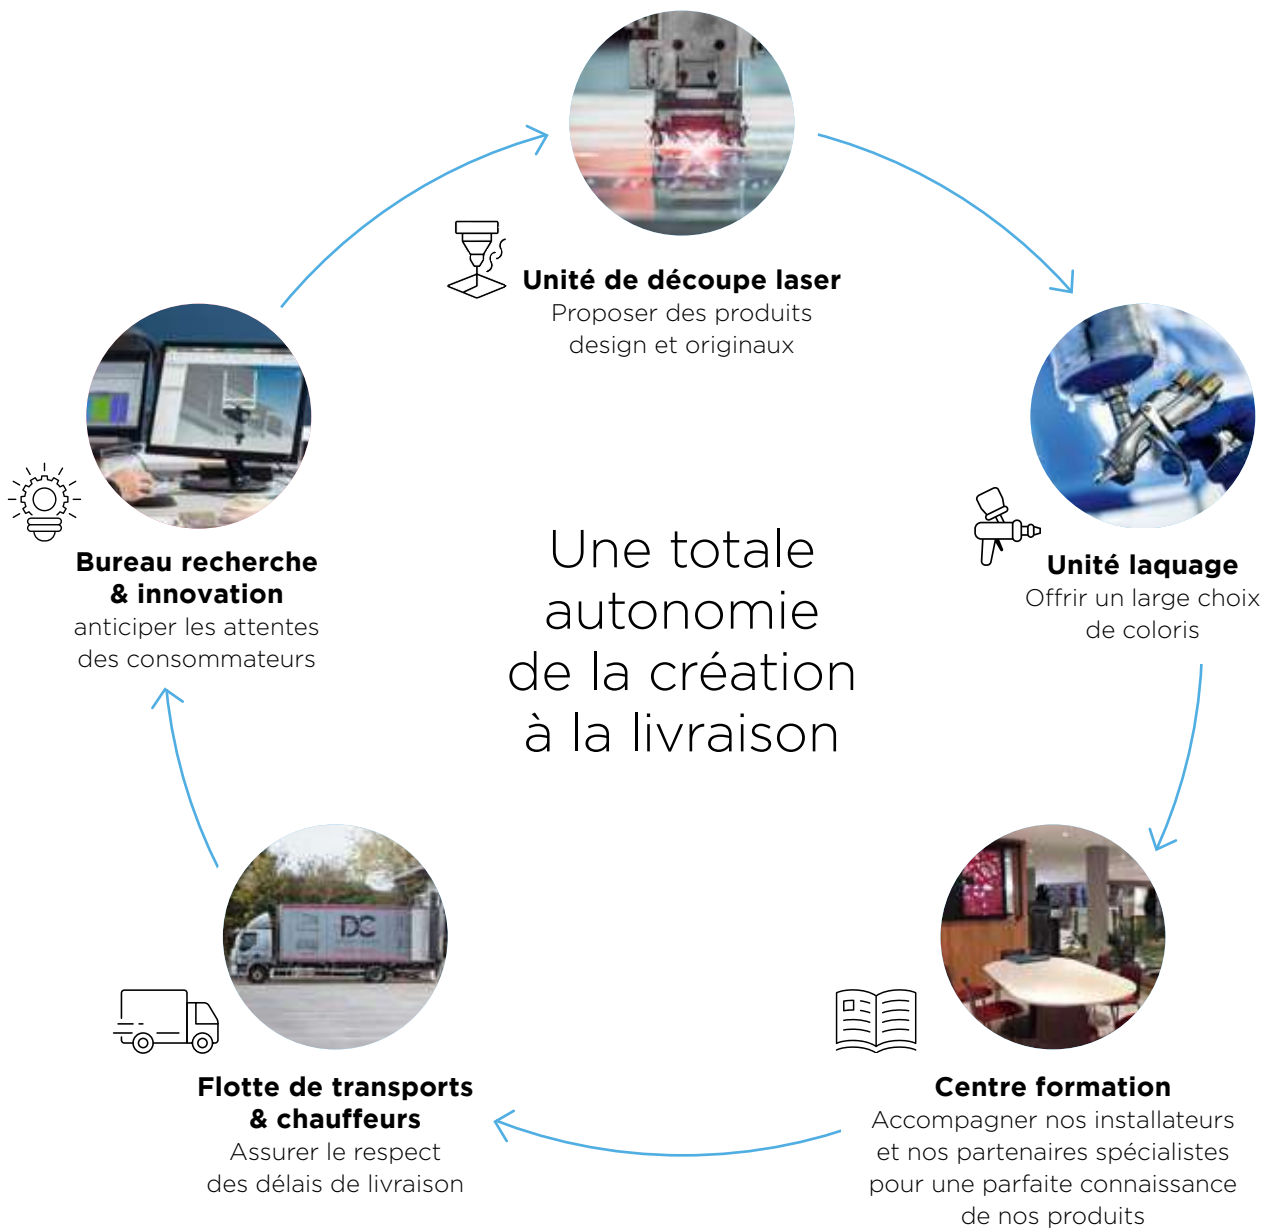 Unité de découpe laser
Proposer des produits
design et originaux
Bureau recherche
& innovation
anticiper les attentes
des consommateurs
Une totale
autonomie
de la création
à la livraison
Unité laquage
Offrir un large choix
de coloris
DC
Flotte de transports
& chauffeurs
Assurer le respect
des délais de livraison
Centre formation
Accompagner nos installateurs
et nos partenaires spécialistes
pour une parfaite connaissance
de nos produits